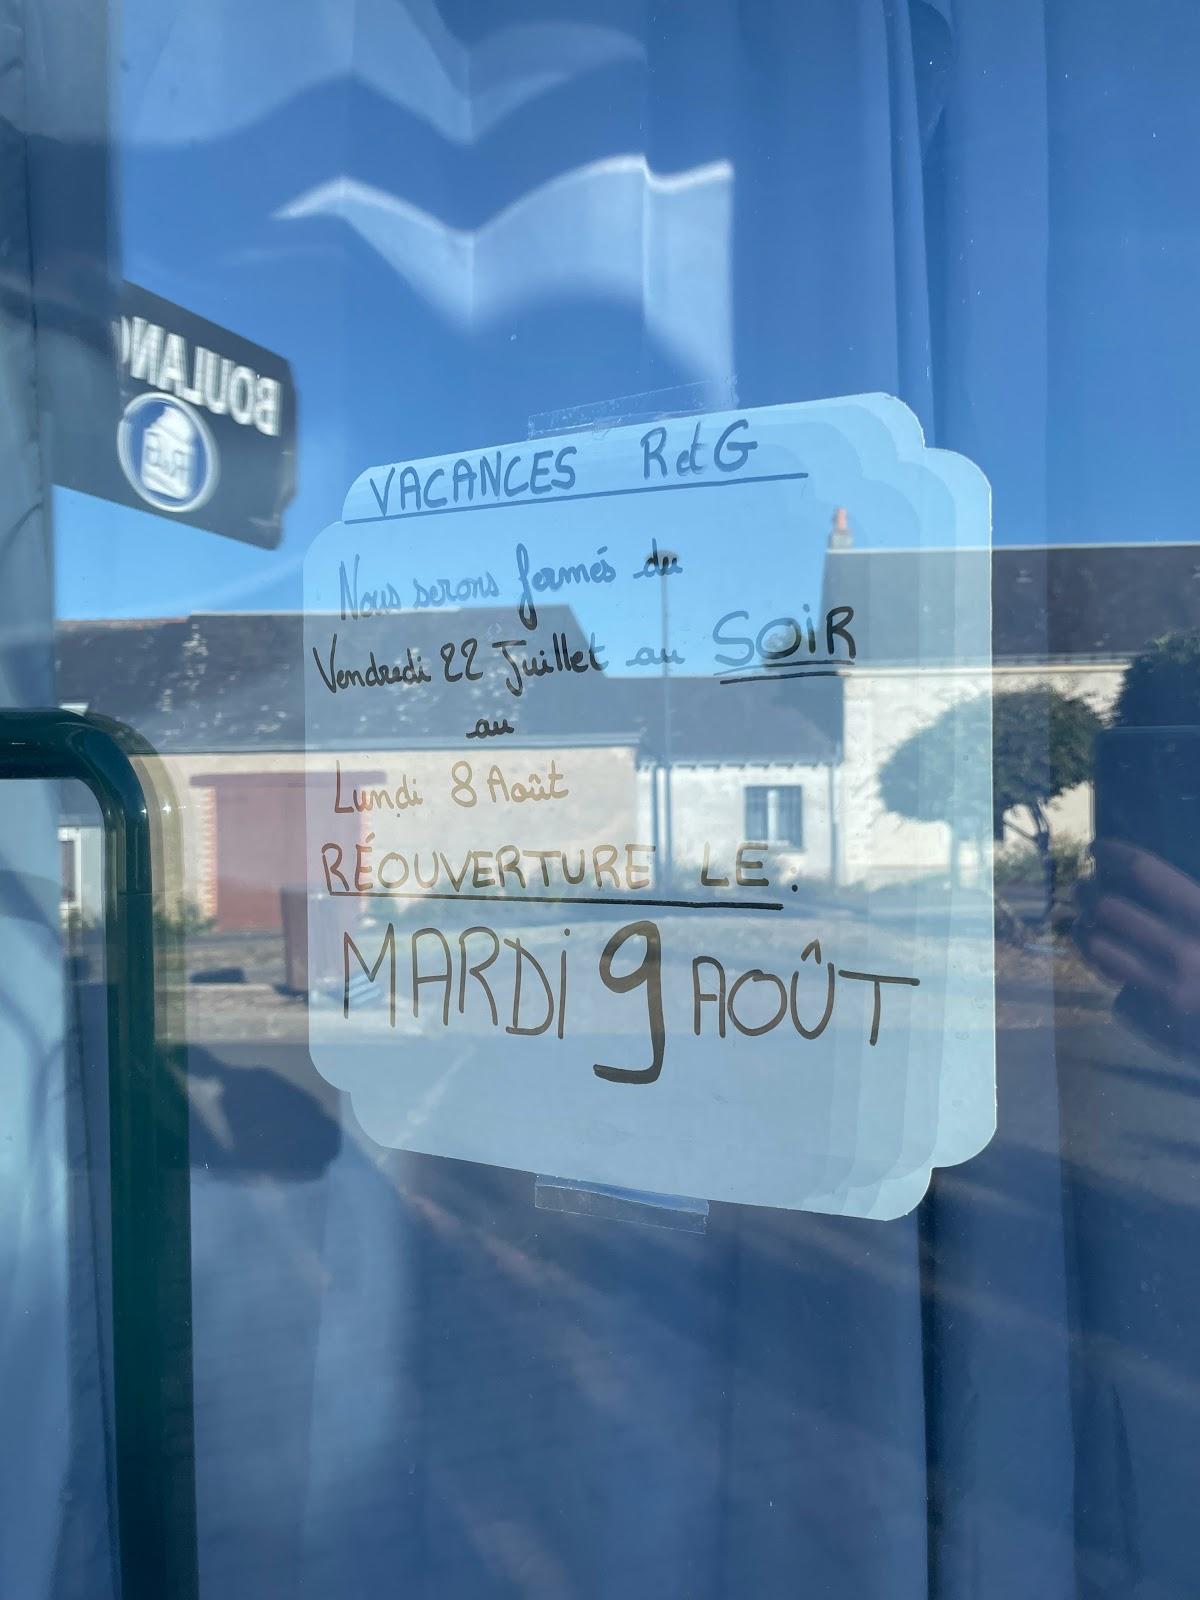 BOULAN
R&G
VACANCES R et G
Nous serons fermés du
Vendredi 22 Juillet au SOIR
au
Lundi 8 Août
RÉOUVERTURE LE :
MARDI 9 AOÛT